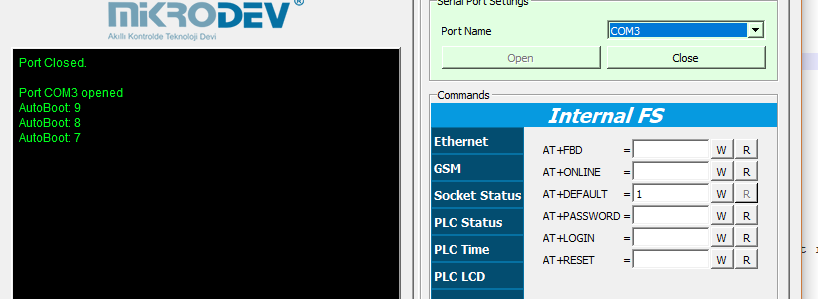 MIKRODEV®
Akıllı Kontrolde Teknoloji Devi
Port Closed.
Port COM3 opened
AutoBoot: 9
AutoBoot: 8
AutoBoot: 7
Serial Port Settings
Port Name COM3
Open Close
Commands
Internal FS
Ethernet
GSM
Socket Status
PLC Status
PLC Time
PLC LCD
AT+FBD = W R
AT+ONLINE = W R
AT+DEFAULT = 1 W R
AT+PASSWORD = W R
AT+LOGIN = W R
AT+RESET = W R